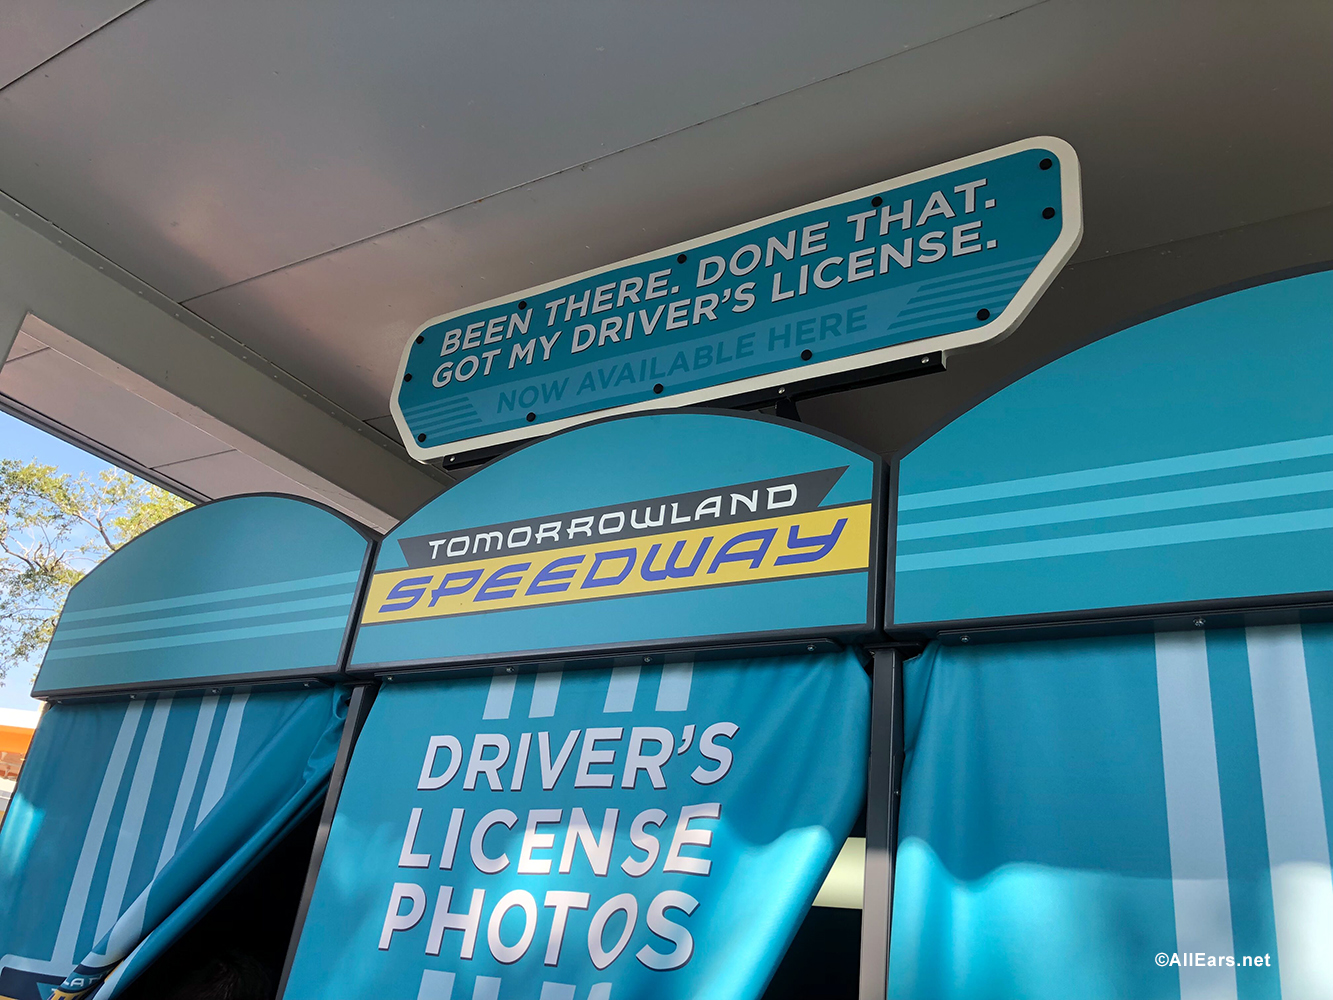 BEEN THERE. DONE THAT.
GOT MY DRIVER'S LICENSE.
NOW AVAILABLE HERE
TOMORROWLAND
SPEEDWAY
DRIVER'S
LICENSE
PHOTOS
©AllEars.net